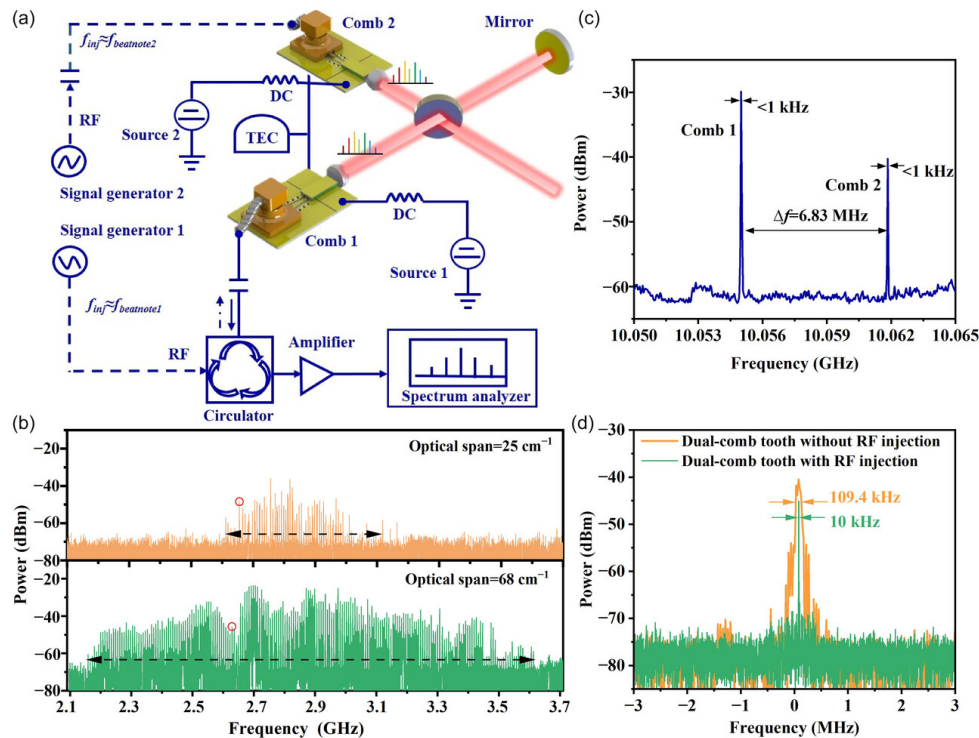 (a)
Comb 2
Mirror
f_inj≈f_beatnote2
DC
RF
Source 2
TEC
Signal generator 2
Signal generator 1
DC
Comb 1
Source 1
f_inj≈f_beatnote1
RF
Amplifier
Circulator
Spectrum analyzer
(b)
Optical span=25 cm⁻¹
−20
−40
−60
−80
Optical span=68 cm⁻¹
−20
−40
−60
−80
Power (dBm)
Power (dBm)
2.1 2.3 2.5 2.7 2.9 3.1 3.3 3.5 3.7
Frequency (GHz)
(c)
−30
−40
−50
−60
Power (dBm)
<1 kHz
Comb 1
Comb 2
<1 kHz
Δf=6.83 MHz
10.050 10.055 10.056 10.059 10.062 10.065
Frequency (GHz)
(d)
−30
−40
−50
−60
−70
−80
Power (dBm)
Dual-comb tooth without RF injection
Dual-comb tooth with RF injection
109.4 kHz
10 kHz
−3 −2 −1 0 1 2 3
Frequency (MHz)